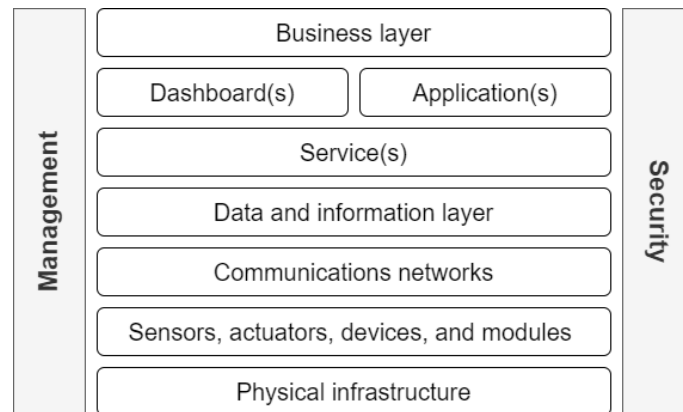 Business layer
Dashboard(s)
Application(s)
Service(s)
Data and information layer
Communications networks
Sensors, actuators, devices, and modules
Physical infrastructure
Management
Security